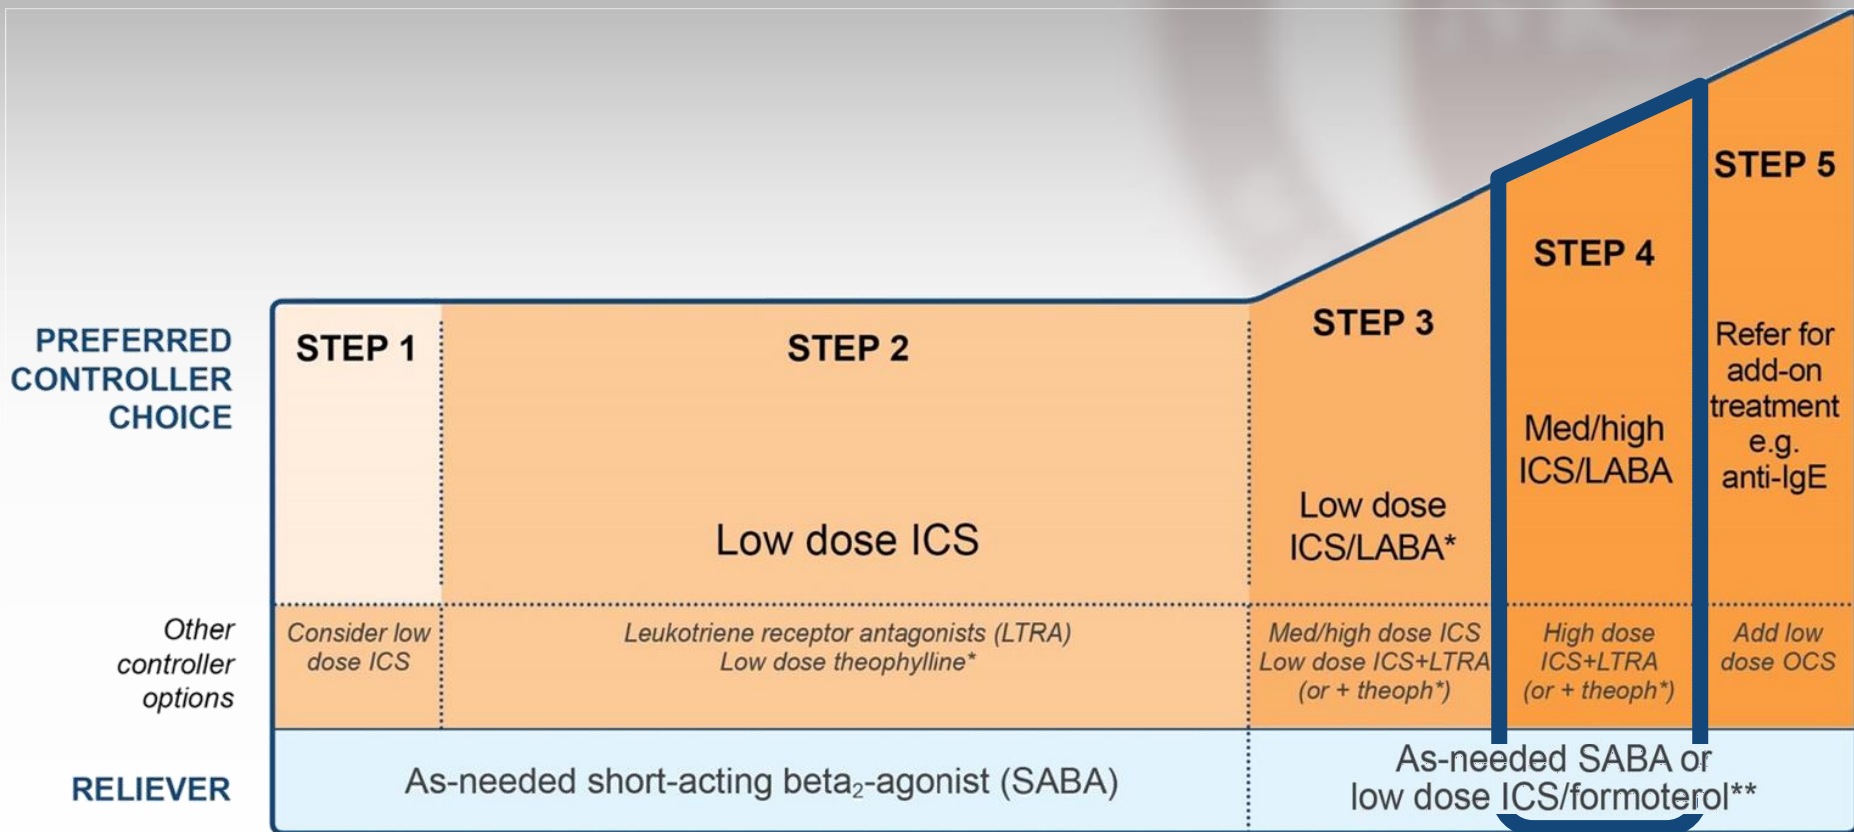 PREFERRED
CONTROLLER
CHOICE
STEP 1
STEP 2
Low dose ICS
STEP 3
Low dose
ICS/LABA*
STEP 4
Med/high
ICS/LABA
STEP 5
Refer for
add-on
treatment
e.g.
anti-IgE
Other
controller
options
Consider low
dose ICS
Leukotriene receptor antagonists (LTRA)
Low dose theophylline*
Med/high dose ICS
Low dose ICS+LTRA
(or + theoph*)
High dose
ICS+LTRA
(or + theoph*)
Add low
dose OCS
RELIEVER
As-needed short-acting beta₂-agonist (SABA)
As-needed SABA or
low dose ICS/formoterol**